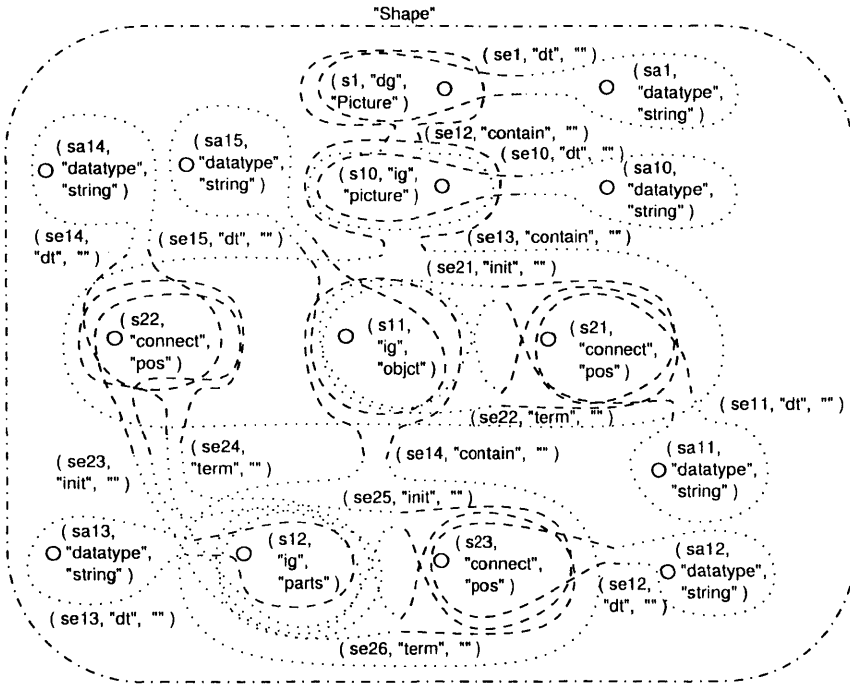 "Shape"
( se1, "dt", "" )
( s1, "dg",
"Picture" )
( sa1,
"datatype",
"string" )
( se12, "contain", "" )
( sa14,
"datatype",
"string" )
( sa15,
"datatype",
"string" )
( se10, "dt", "" )
( s10, "ig",
"picture" )
( sa10,
"datatype",
"string" )
( se14,
"dt", "" )
( se15, "dt", "" )
( se13, "contain", "" )
( se21, "init", "" )
( s22,
"connect",
"pos" )
( s11,
"ig",
"objct" )
( s21,
"connect",
"pos" )
( se11, "dt", "" )
( se22, "term", "" )
( se23,
"init", "" )
( se24,
"term", "" )
( se14, "contain", "" )
( sa11,
"datatype",
"string" )
( se25, "init", "" )
( sa13,
"datatype",
"string" )
( s12,
"ig",
"parts" )
( s23,
"connect",
"pos" )
( sa12,
"datatype",
"string" )
( se12,
"dt", "" )
( se13, "dt", "" )
( se26, "term", "" )